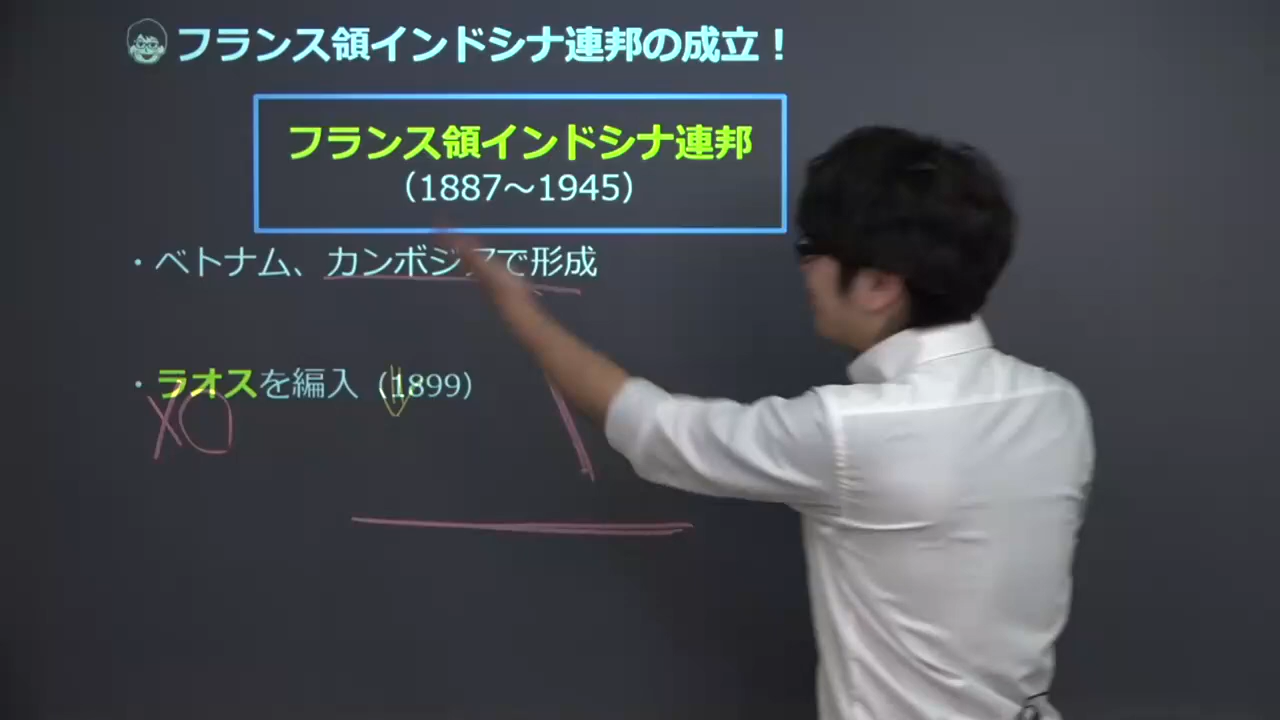 フランス領インドシナ連邦の成立！
フランス領インドシナ連邦
（1887～1945）
・ベトナム、カンボジアで形成
・ラオスを編入（1899）